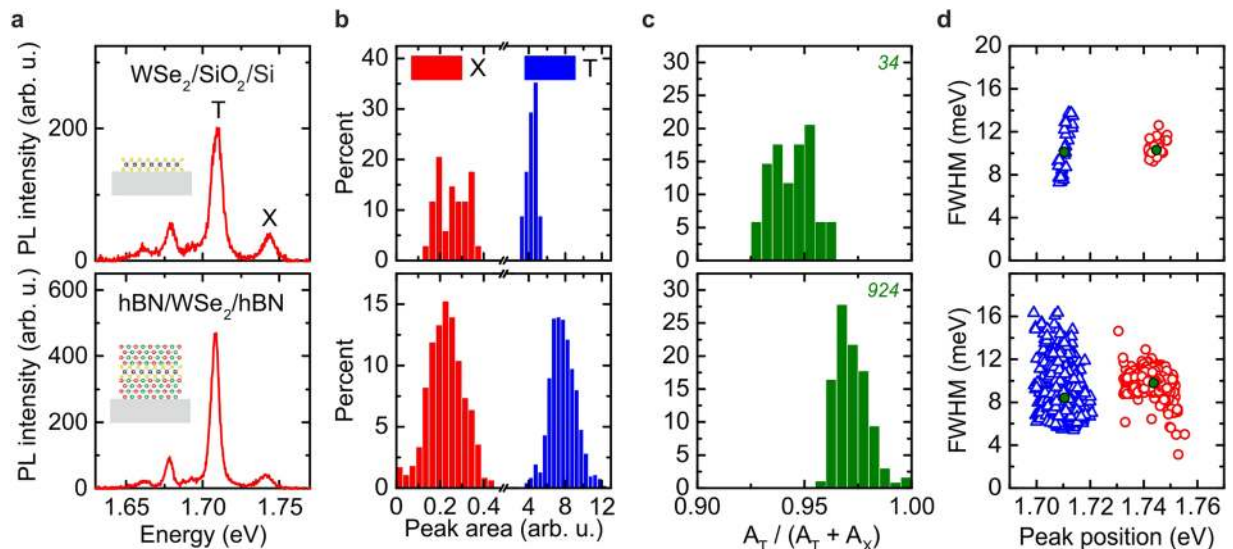 a
b
c
d
PL intensity (arb. u.)
200
0
WSe2/SiO2/Si
T
X
Percent
40
30
20
10
0
X
T
30
25
20
15
10
5
0
34
FWHM (meV)
20
16
12
8
4
0
PL intensity (arb. u.)
600
400
200
0
hBN/WSe2/hBN
1.65
1.70
1.75
Energy (eV)
Percent
15
10
5
0
0
0.2
0.4
4
8
12
Peak area (arb. u.)
30
25
20
15
10
5
0
924
0.90
0.95
1.00
AT / (AT + AX)
FWHM (meV)
16
12
8
4
0
1.70
1.72
1.74
1.76
Peak position (eV)